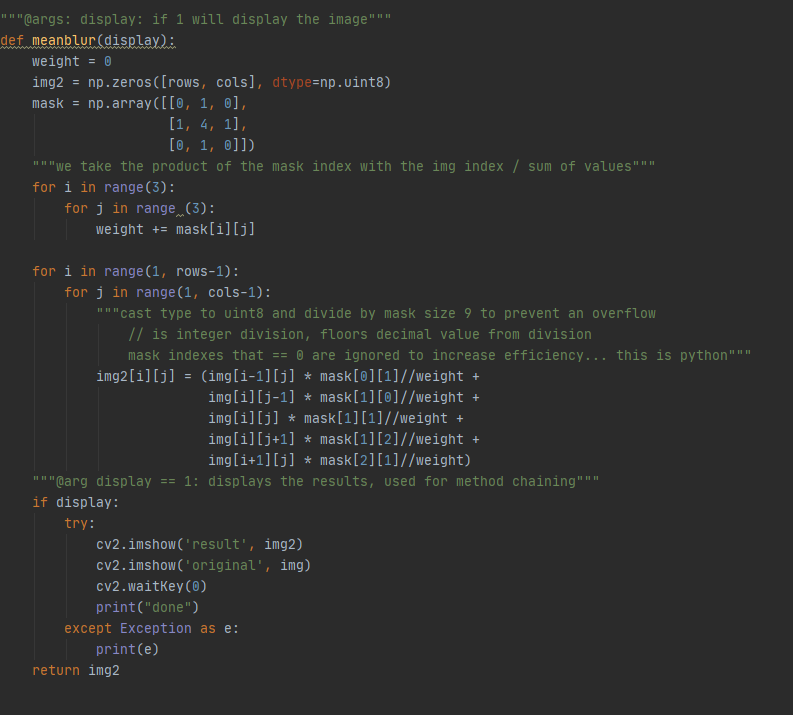 """@args: display: if 1 will display the image"""
def meanblur(display):
    weight = 0
    img2 = np.zeros([rows, cols], dtype=np.uint8)
    mask = np.array([[0, 1, 0],
                     [1, 4, 1],
                     [0, 1, 0]])
    """we take the product of the mask index with the img index / sum of values"""
    for i in range(3):
        for j in range (3):
            weight += mask[i][j]

    for i in range(1, rows-1):
        for j in range(1, cols-1):
            """cast type to uint8 and divide by mask size 9 to prevent an overflow
                // is integer division, floors decimal value from division
                mask indexes that == 0 are ignored to increase efficiency... this is python"""
            img2[i][j] = (img[i-1][j] * mask[0][1]//weight +
                          img[i][j-1] * mask[1][0]//weight +
                          img[i][j] * mask[1][1]//weight +
                          img[i][j+1] * mask[1][2]//weight +
                          img[i+1][j] * mask[2][1]//weight)
    """@arg display == 1: displays the results, used for method chaining"""
    if display:
        try:
            cv2.imshow('result', img2)
            cv2.imshow('original', img)
            cv2.waitKey(0)
            print("done")
        except Exception as e:
            print(e)
    return img2